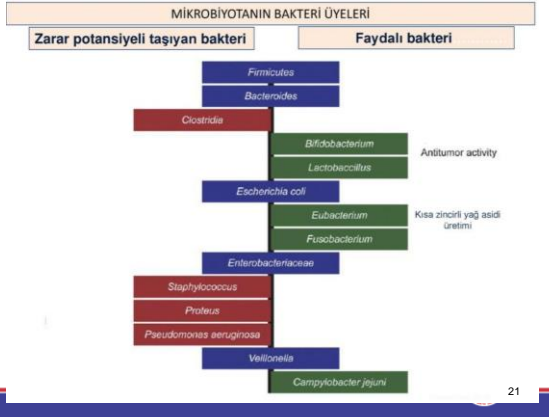 MİKROBİYOTANIN BAKTERİ ÜYELERİ
Zarar potansiyeli taşıyan bakteri
Faydalı bakteri
Firmicutes
Bacteroides
Clostridia
Bifidobacterium
Antitumor activity
Lactobaccillus
Escherichia coli
Eubacterium
Kısa zincirli yağ asidi
üretimi
Fusobacterium
Enterobacteriaceae
Staphylococcus
Proteus
Pseudomonas aeruginosa
Veillonella
Campylobacter jejuni
21